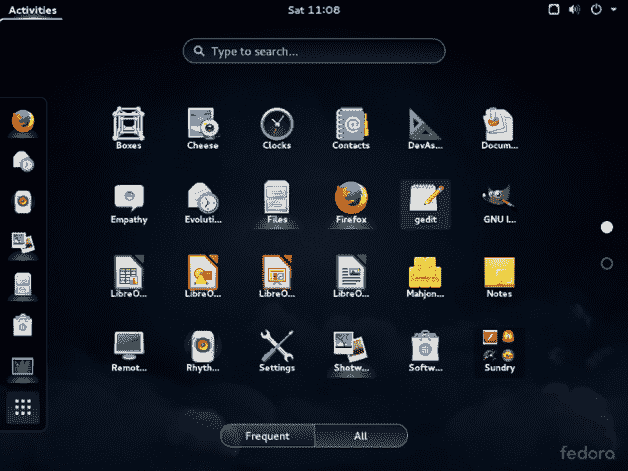 Activities
Sat 11:08
Type to search...
Boxes
Cheese
Clocks
Contacts
DevAs...
Docum...
Empathy
Evoluti...
Files
Firefox
gedit
GNU I...
LibreO...
LibreO...
LibreO...
LibreO...
Mahjon...
Notes
Remot...
Rhyth...
Settings
Shotw...
Softw...
Sundry
Frequent
All
fedora